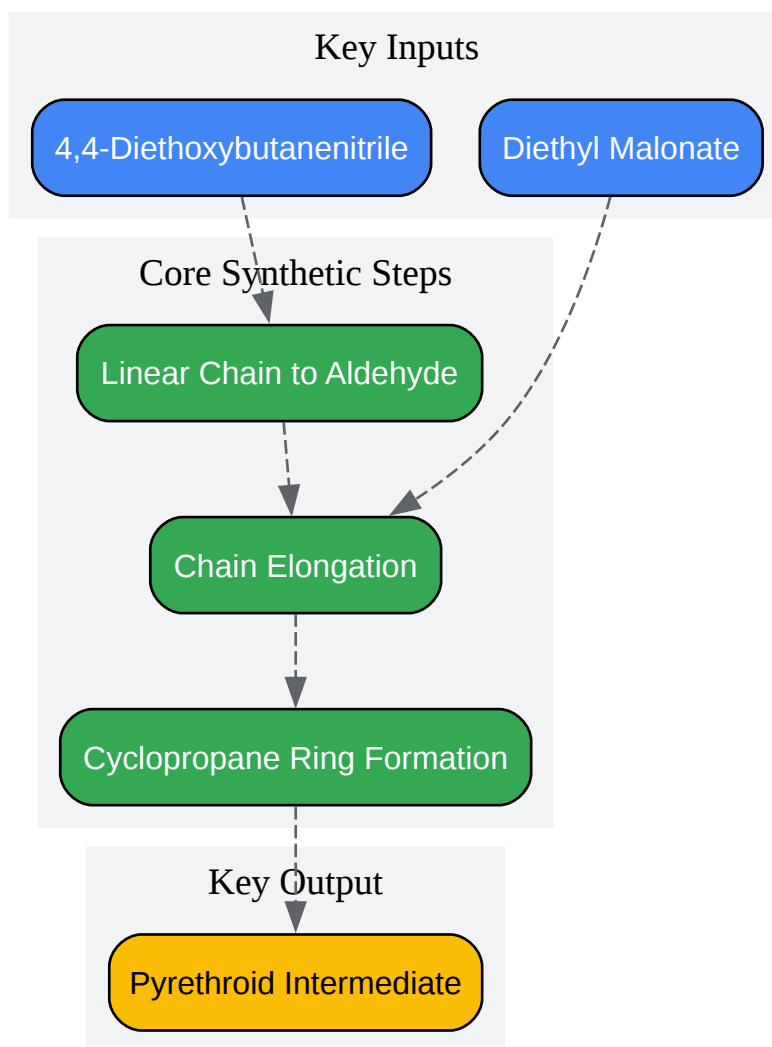 Key Inputs
4,4-Diethoxybutanenitrile
Diethyl Malonate
Core Synthetic Steps
Linear Chain to Aldehyde
Chain Elongation
Cyclopropane Ring Formation
Key Output
Pyrethroid Intermediate